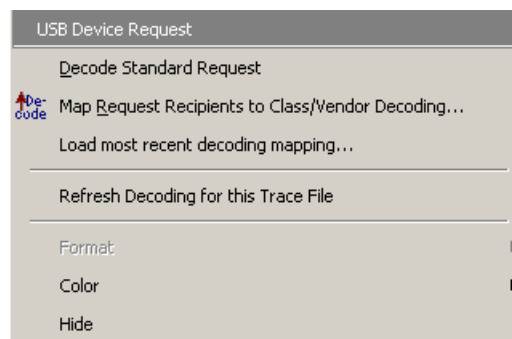 USB Device Request
Decode Standard Request
De-
code
Map Request Recipients to Class/Vendor Decoding...
Load most recent decoding mapping...
Refresh Decoding for this Trace File
Format
Color
Hide